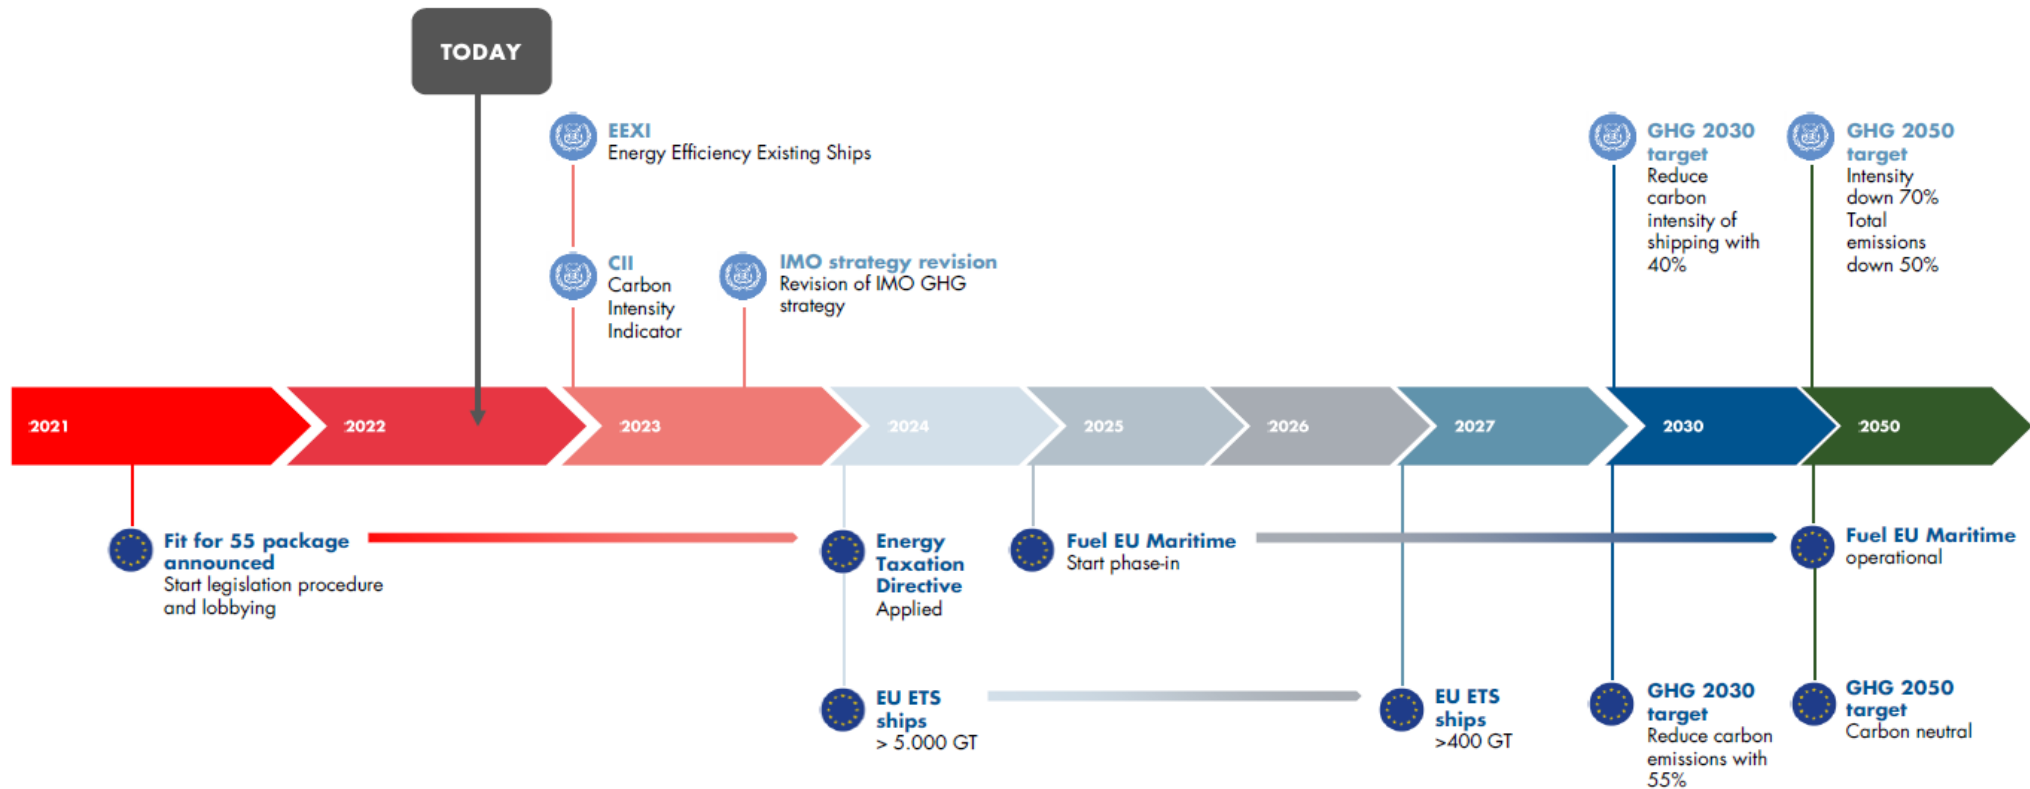 TODAY
EEXI
Energy Efficiency Existing Ships
CII
Carbon
Intensity
Indicator
IMO strategy revision
Revision of IMO GHG
strategy
GHG 2030
target
Reduce
carbon
intensity of
shipping with
40%
GHG 2050
target
Intensity
down 70%
Total
emissions
down 50%
2021
2022
2023
2024
2025
2026
2027
2030
2050
Fit for 55 package
announced
Start legislation procedure
and lobbying
Energy
Taxation
Directive
Applied
Fuel EU Maritime
Start phase-in
Fuel EU Maritime
operational
EU ETS
ships
> 5.000 GT
EU ETS
ships
>400 GT
GHG 2030
target
Reduce carbon
emissions with
55%
GHG 2050
target
Carbon neutral